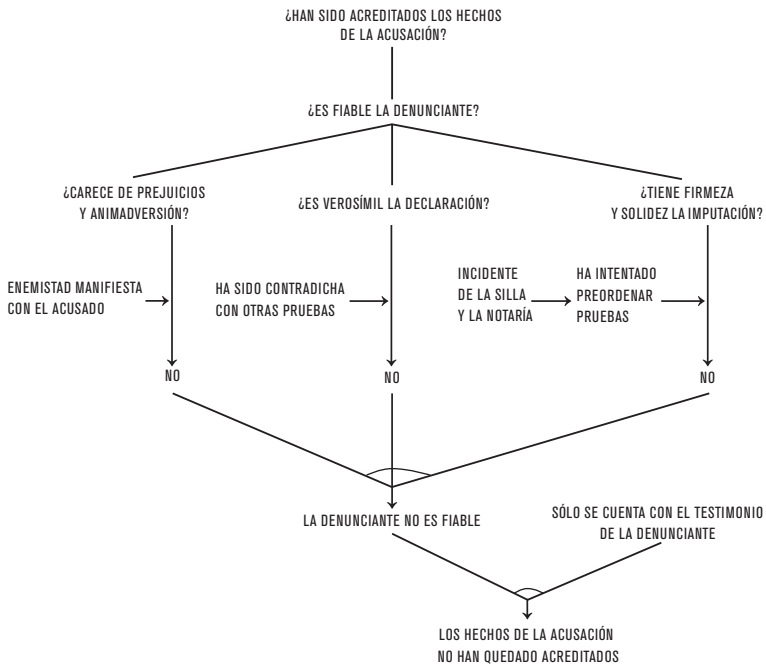 ¿HAN SIDO ACREDITADOS LOS HECHOS
DE LA ACUSACIÓN?
¿ES FIABLE LA DENUNCIANTE?
¿CARECE DE PREJUICIOS
Y ANIMADVERSIÓN?
¿ES VEROSÍMIL LA DECLARACIÓN?
¿TIENE FIRMEZA
Y SOLIDEZ LA IMPUTACIÓN?
ENEMISTAD MANIFIESTA
CON EL ACUSADO
HA SIDO CONTRADICHA
CON OTRAS PRUEBAS
INCIDENTE
DE LA SILLA
Y LA NOTARÍA
HA INTENTADO
PREORDENAR
PRUEBAS
NO
NO
NO
LA DENUNCIANTE NO ES FIABLE
SÓLO SE CUENTA CON EL TESTIMONIO
DE LA DENUNCIANTE
LOS HECHOS DE LA ACUSACIÓN
NO HAN QUEDADO ACREDITADOS